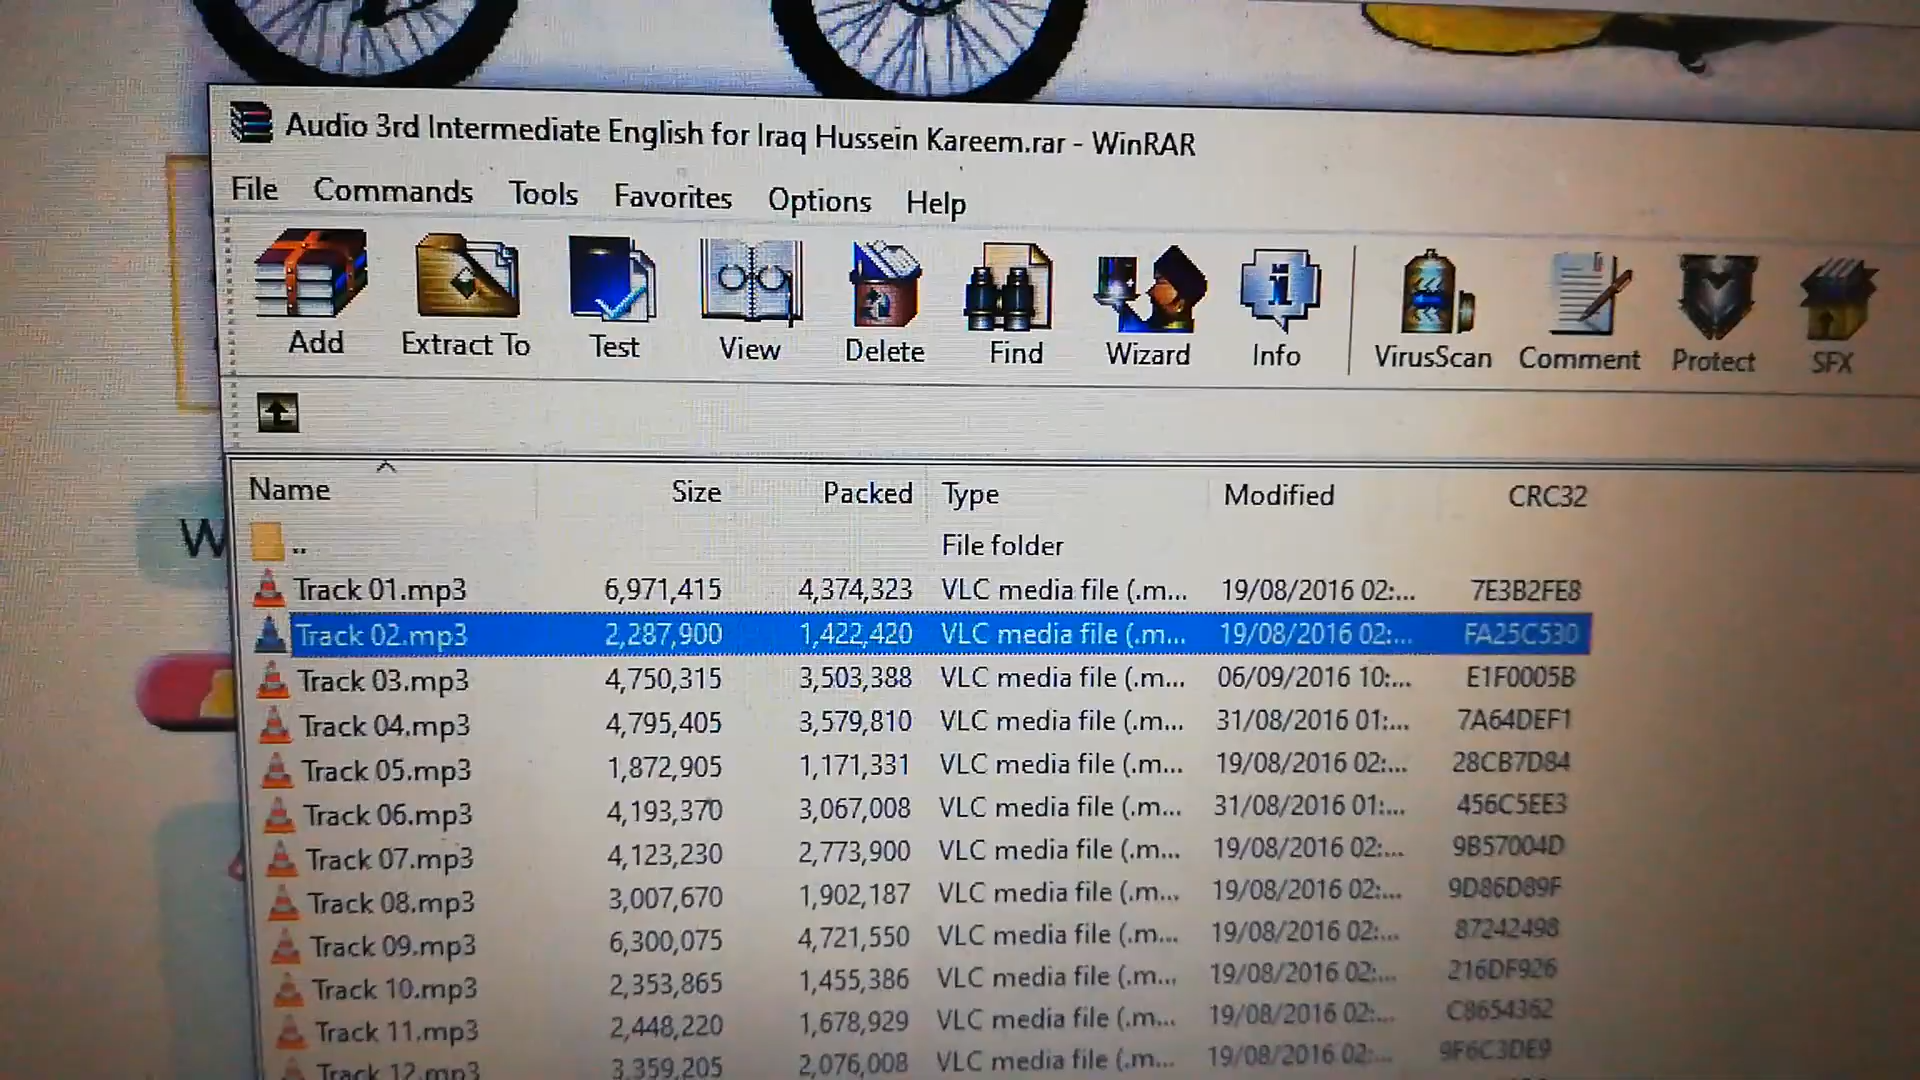 Audio 3rd Intermediate English for Iraq Hussein Kareem.rar - WinRAR
File Commands Tools Favorites Options Help
Add Extract To Test View Delete Find Wizard Info VirusScan Comment Protect SFX
Name Size Packed Type Modified CRC32
.. File folder
W
Track 01.mp3 6,971,415 4,374,323 VLC media file (.m... 19/08/2016 02:... 7E3B2FE8
Track 02.mp3 2,287,900 1,422,420 VLC media file (.m... 19/08/2016 02:... FA25C530
Track 03.mp3 4,750,315 3,503,388 VLC media file (.m... 06/09/2016 10:... E1F0005B
Track 04.mp3 4,795,405 3,579,810 VLC media file (.m... 31/08/2016 01:... 7A64DEF1
Track 05.mp3 1,872,905 1,171,331 VLC media file (.m... 19/08/2016 02:... 28CB7D84
Track 06.mp3 4,193,370 3,067,008 VLC media file (.m... 31/08/2016 01:... 456C5EE3
Track 07.mp3 4,123,230 2,773,900 VLC media file (.m... 19/08/2016 02:... 9B57004D
Track 08.mp3 3,007,670 1,902,187 VLC media file (.m... 19/08/2016 02:... 9D86D89F
Track 09.mp3 6,300,075 4,721,550 VLC media file (.m... 19/08/2016 02:... 87242498
Track 10.mp3 2,353,865 1,455,386 VLC media file (.m... 19/08/2016 02:... 216DF926
Track 11.mp3 2,448,220 1,678,929 VLC media file (.m... 19/08/2016 02:... C8654362
Track 12.mp3 3,359,205 2,076,008 VLC media file (.m... 19/08/2016 02:... 9F6C3DE9